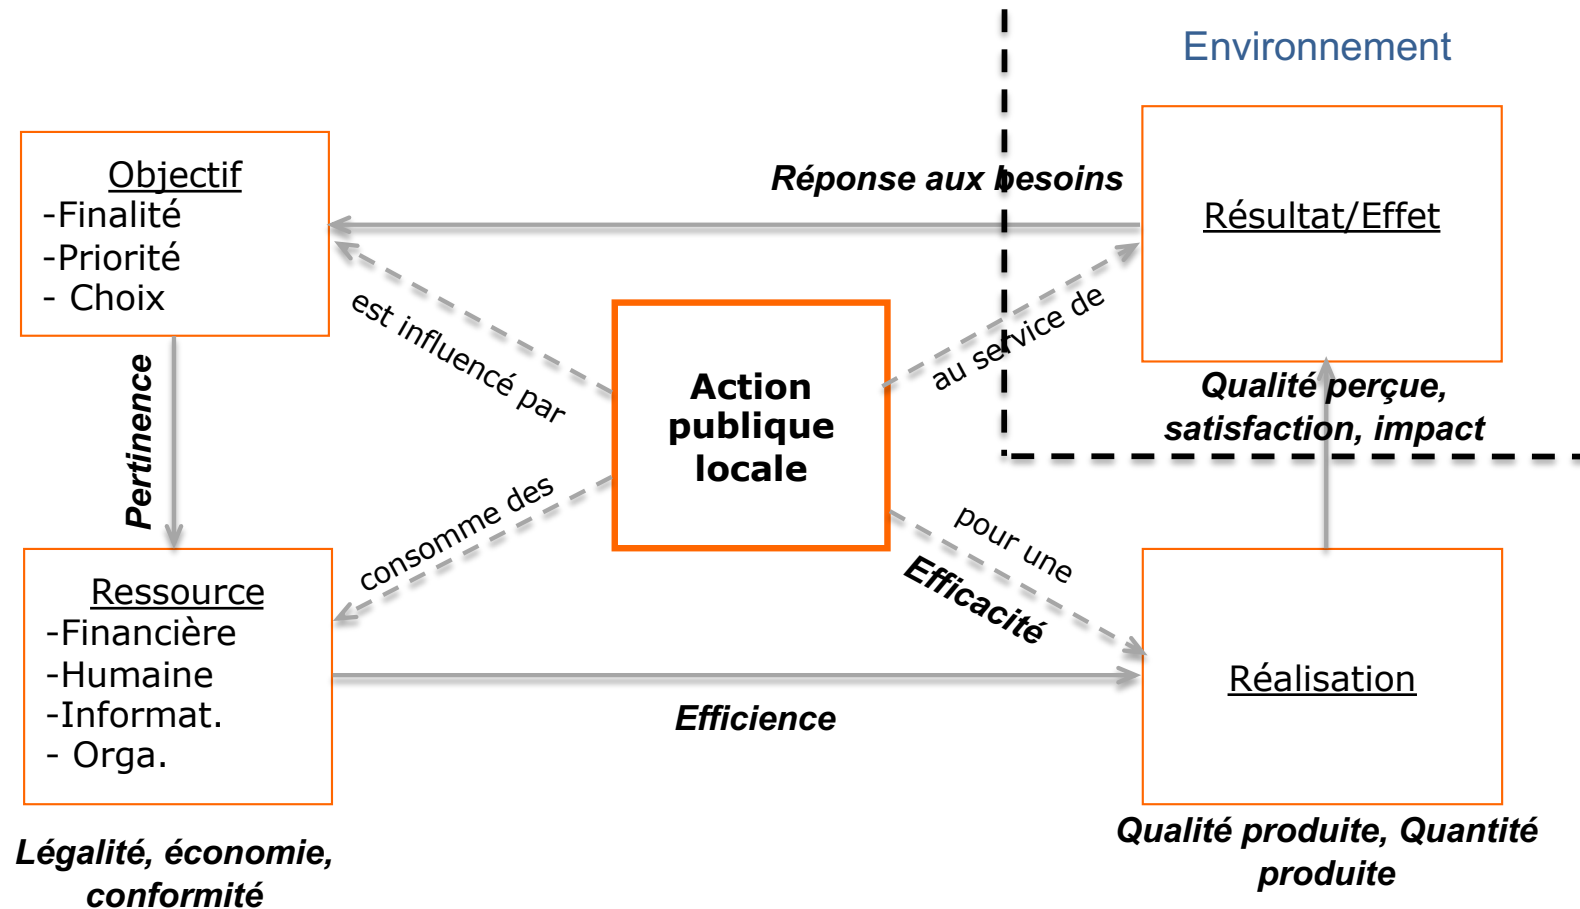 Environnement
Objectif
-Finalité
-Priorité
- Choix
Réponse aux besoins
Résultat/Effet
est influencé par
au service de
Action
publique
locale
Pertinence
Qualité perçue,
satisfaction, impact
consomme des
pour une
Efficacité
Ressource
-Financière
-Humaine
-Informat.
- Orga.
Efficience
Réalisation
Légalité, économie,
conformité
Qualité produite, Quantité
produite